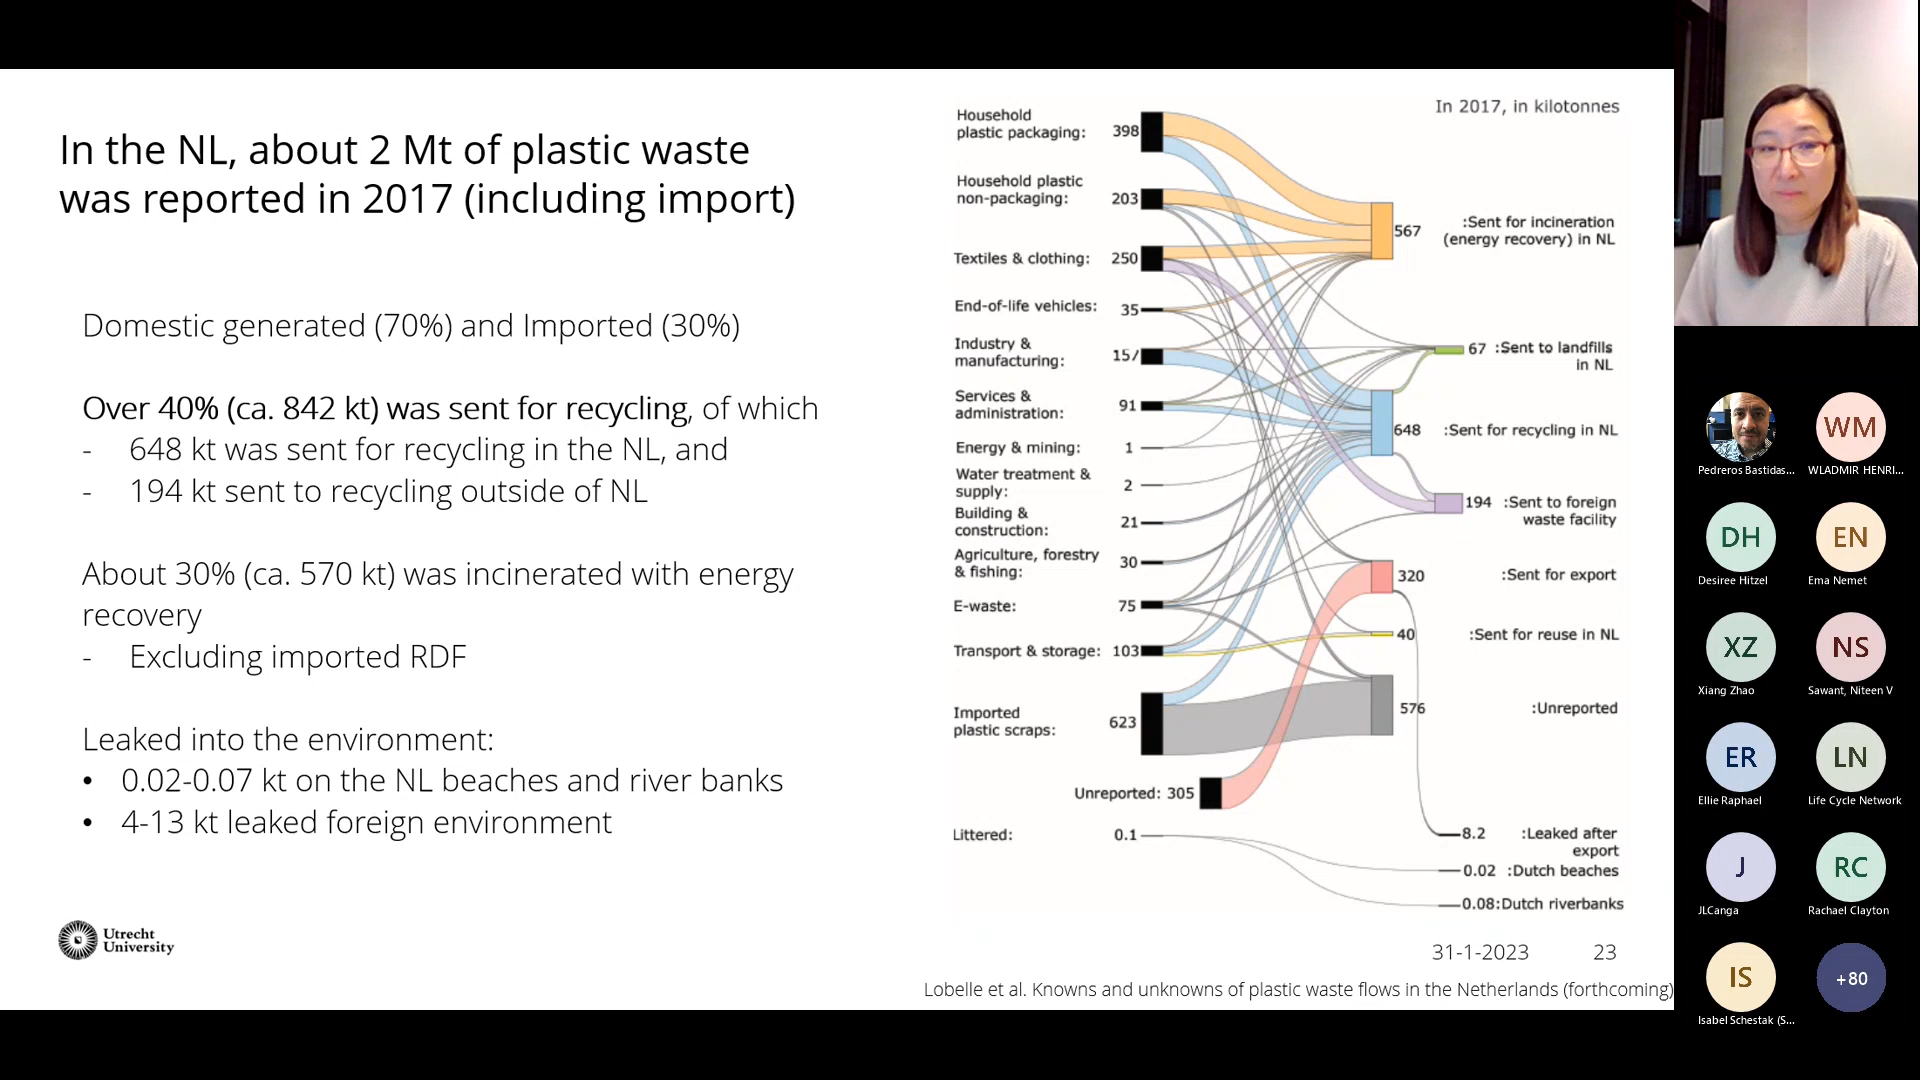 In the NL, about 2 Mt of plastic waste
was reported in 2017 (including import)
Domestic generated (70%) and Imported (30%)
Over 40% (ca. 842 kt) was sent for recycling, of which
- 648 kt was sent for recycling in the NL, and
- 194 kt sent to recycling outside of NL
About 30% (ca. 570 kt) was incinerated with energy
recovery
- Excluding imported RDF
Leaked into the environment:
• 0.02-0.07 kt on the NL beaches and river banks
• 4-13 kt leaked foreign environment
Utrecht
University
In 2017, in kilotonnes
Household
plastic packaging: 398
Household plastic
non-packaging: 203
Textiles & clothing: 250
End-of-life vehicles: 35
Industry &
manufacturing: 157
Services &
administration: 91
Energy & mining: 1
Water treatment &
supply: 2
Building &
construction: 21
Agriculture, forestry
& fishing: 30
E-waste: 75
Transport & storage: 103
Imported
plastic scraps: 623
Unreported: 305
Littered: 0.1
567 :Sent for incineration
(energy recovery) in NL
67 :Sent to landfills
in NL
648 :Sent for recycling in NL
194 :Sent to foreign
waste facility
320 :Sent for export
40 :Sent for reuse in NL
576 :Unreported
8.2 :Leaked after
export
0.02 :Dutch beaches
0.08:Dutch riverbanks
31-1-2023 23
Lobelle et al. Knowns and unknowns of plastic waste flows in the Netherlands (forthcoming)
Pedreros Bastidas...
WM
WLADMIR HENRI...
DH
Desiree Hitzel
EN
Ema Nemet
XZ
Xiang Zhao
NS
Sawant, Niteen V
ER
Ellie Raphael
LN
Life Cycle Network
J
JLCanga
RC
Rachael Clayton
IS
Isabel Schestak (S...
+80